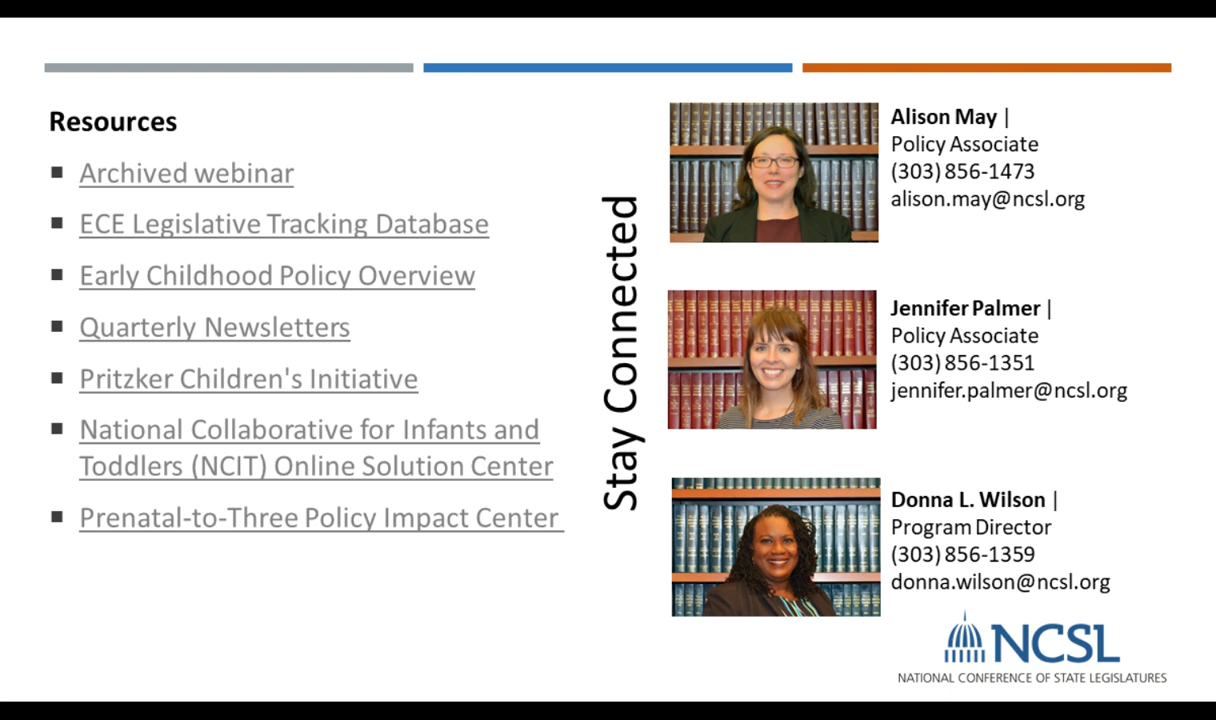 Resources
Archived webinar
ECE Legislative Tracking Database
Early Childhood Policy Overview
Quarterly Newsletters
Pritzker Children's Initiative
National Collaborative for Infants and
Toddlers (NCIT) Online Solution Center
Prenatal-to-Three Policy Impact Center
Stay Connected
Alison May |
Policy Associate
(303) 856-1473
alison.may@ncsl.org
Jennifer Palmer |
Policy Associate
(303) 856-1351
jennifer.palmer@ncsl.org
Donna L. Wilson |
Program Director
(303) 856-1359
donna.wilson@ncsl.org
NCSL
NATIONAL CONFERENCE OF STATE LEGISLATURES